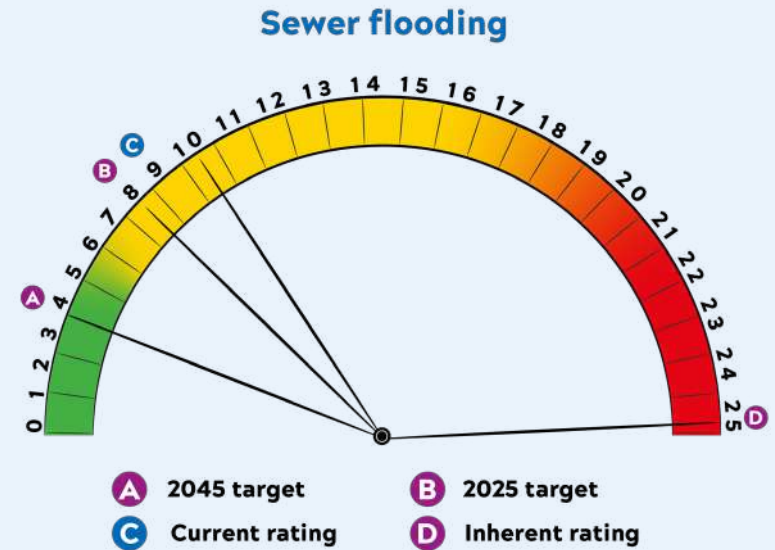 Sewer flooding
0 1 2 3 4 5 6 7 8 9 10 11 12 13 14 15 16 17 18 19 20 21 22 23 24 25
A
B
C
D
A 2045 target B 2025 target
C Current rating D Inherent rating